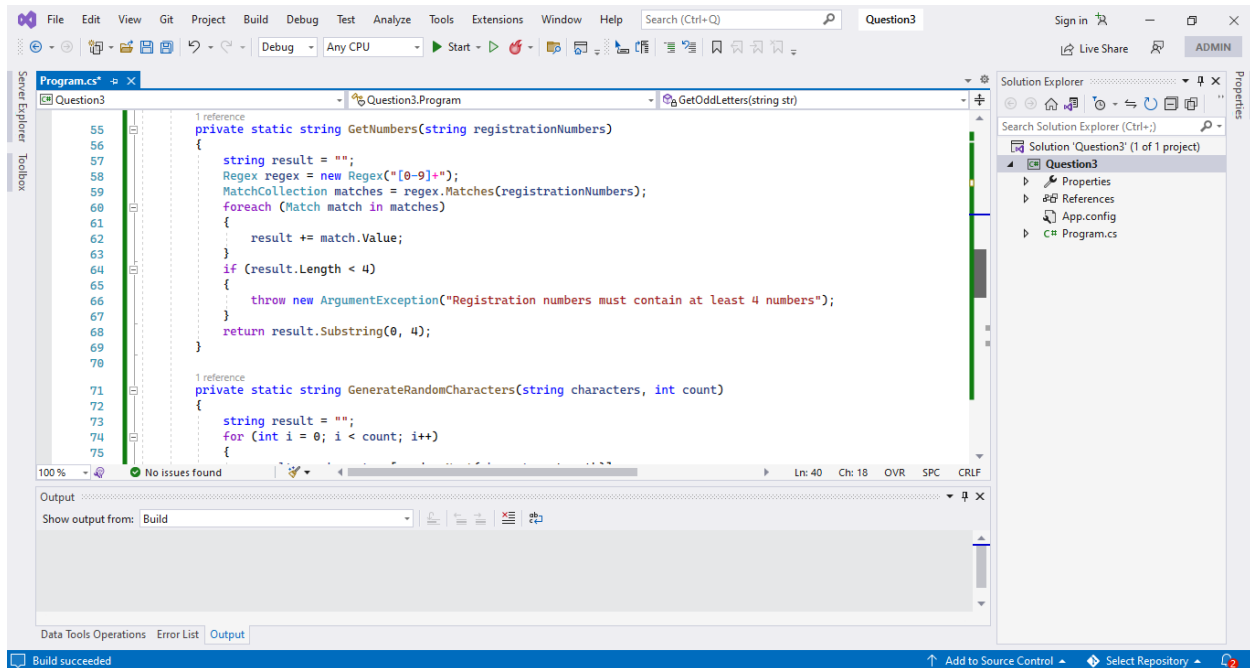 File Edit View Git Project Build Debug Test Analyze Tools Extensions Window Help Search (Ctrl+Q) Question3 Sign in
Debug Any CPU Start Live Share ADMIN
Server Explorer
Toolbox
Program.cs*
Question3 Question3.Program GetOddLetters(string str)
1 reference
55 private static string GetNumbers(string registrationNumbers)
56 {
57 string result = "";
58 Regex regex = new Regex("[0-9]+");
59 MatchCollection matches = regex.Matches(registrationNumbers);
60 foreach (Match match in matches)
61 {
62 result += match.Value;
63 }
64 if (result.Length < 4)
65 {
66 throw new ArgumentException("Registration numbers must contain at least 4 numbers");
67 }
68 return result.Substring(0, 4);
69 }
70
1 reference
71 private static string GenerateRandomCharacters(string characters, int count)
72 {
73 string result = "";
74 for (int i = 0; i < count; i++)
75 {
100 % No issues found Ln: 40 Ch: 18 OVR SPC CRLF
Output
Show output from: Build
Data Tools Operations Error List Output
Solution Explorer
Search Solution Explorer (Ctrl+;)
Solution 'Question3' (1 of 1 project)
C# Question3
Properties
References
App.config
C# Program.cs
Properties
Build succeeded Add to Source Control Select Repository 2